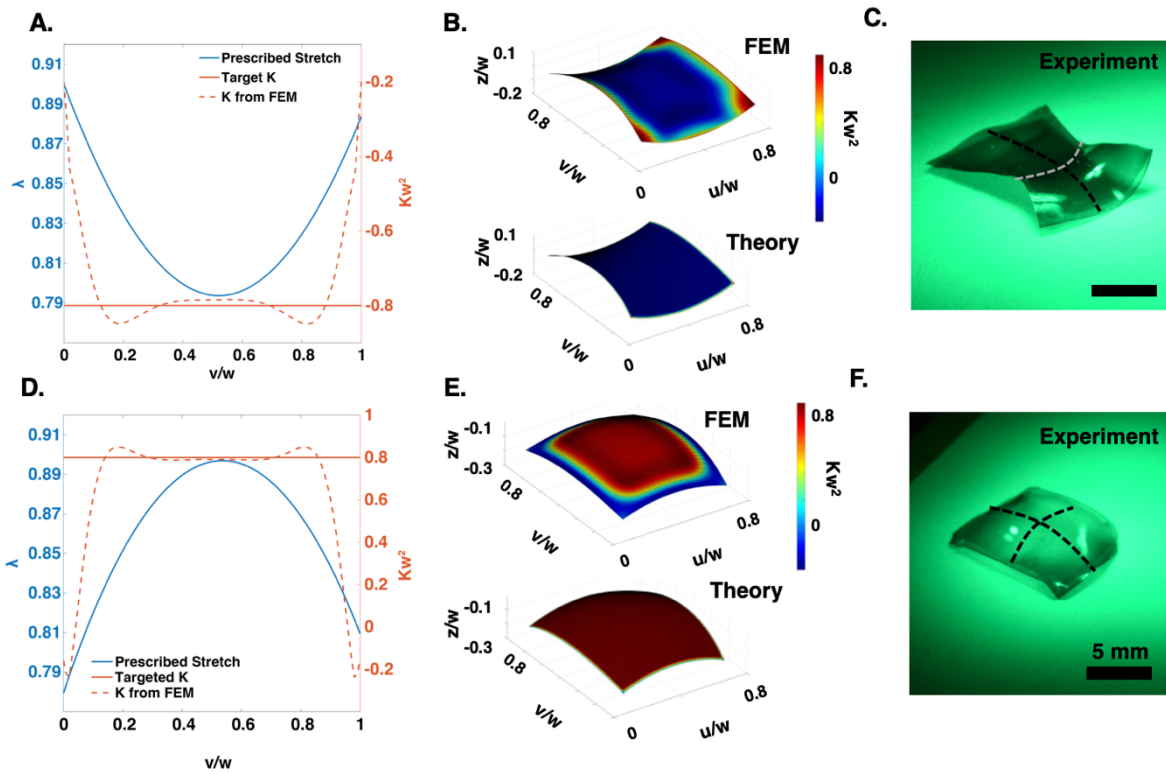 A.
0.91
0.89
0.87
0.85
0.83
0.81
0.79
λ
Prescribed Stretch
Target K
K from FEM
-0.2
-0.4
-0.6
-0.8
Kw²
0 0.2 0.4 0.6 0.8 1
v/w
B.
FEM
z/w
0.1
-0.2
0.8
v/w
0
u/w
0.8
0.8
0
Kw²
Theory
z/w
0.1
-0.2
0.8
v/w
0
u/w
0.8
C.
Experiment
D.
0.91
0.89
0.87
0.85
0.83
0.81
0.79
λ
Prescribed Stretch
Targeted K
K from FEM
1
0.8
0.6
0.4
0.2
0
-0.2
Kw²
0 0.2 0.4 0.6 0.8 1
v/w
E.
FEM
z/w
-0.1
-0.3
0.8
v/w
0
u/w
0.8
0.8
0
Kw²
Theory
z/w
-0.1
-0.3
0.8
v/w
0
u/w
0.8
F.
Experiment
5 mm